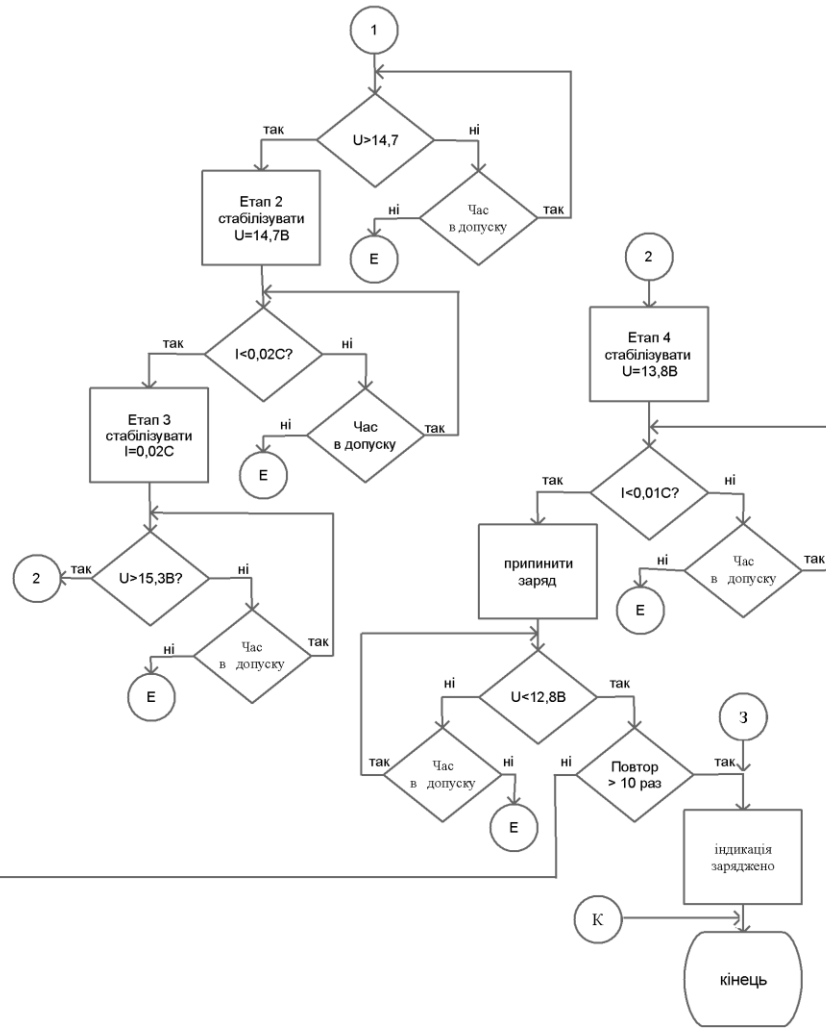 1
U>14,7
так
ні
Етап 2
стабілізувати
U=14,7В
Час
в допуску
ні
так
E
I<0,02C?
так
ні
Етап 3
стабілізувати
I=0,02C
Час
в допуску
ні
так
E
U>15,3В?
так
ні
2
Час
в допуску
ні
так
E
2
Етап 4
стабілізувати
U=13,8В
I<0,01C?
так
ні
припинити
заряд
Час
в допуску
ні
так
E
U<12,8В
ні
так
Час
в допуску
так
ні
E
Повтор
> 10 раз
ні
так
З
індикація
заряджено
К
кінець